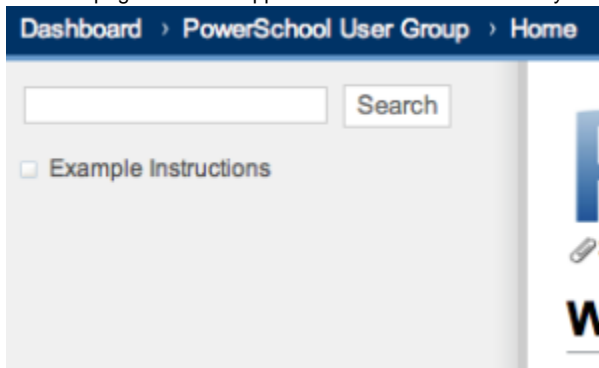 Dashboard › PowerSchool User Group › Home
Search
Example Instructions
W